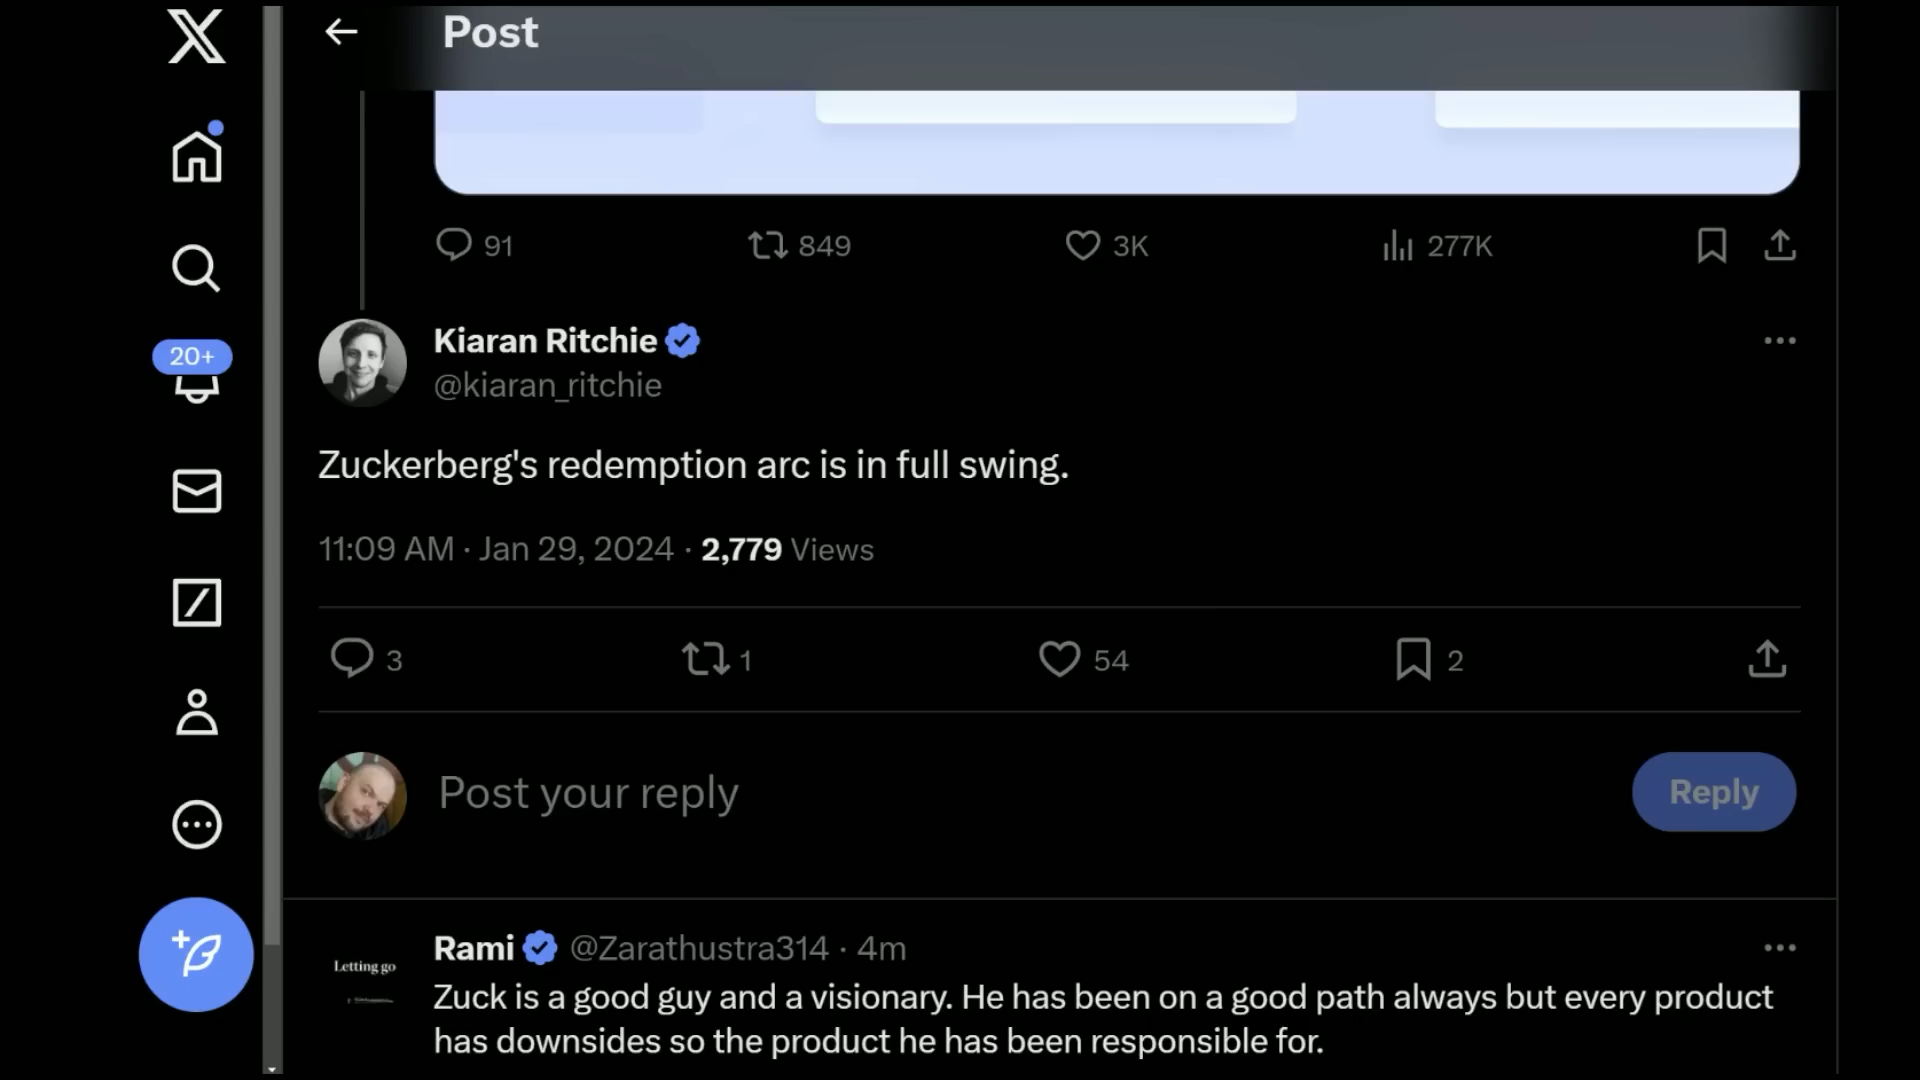 Post
91 849 3K 277K
20+
Kiaran Ritchie
@kiaran_ritchie
Zuckerberg's redemption arc is in full swing.
11:09 AM · Jan 29, 2024 · 2,779 Views
3 1 54 2
Post your reply
Reply
Rami @Zarathustra314 · 4m
Letting go
Zuck is a good guy and a visionary. He has been on a good path always but every product
has downsides so the product he has been responsible for.